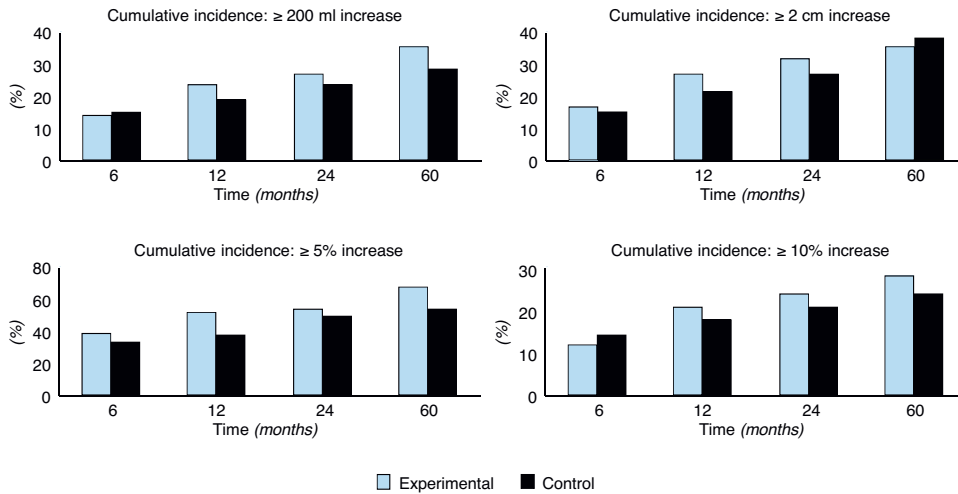 Cumulative incidence: ≥ 200 ml increase
40
30
20
10
0
(%)
6 12 24 60
Time (months)
Cumulative incidence: ≥ 2 cm increase
40
30
20
10
0
(%)
6 12 24 60
Time (months)
Cumulative incidence: ≥ 5% increase
80
60
40
20
0
(%)
6 12 24 60
Time (months)
Cumulative incidence: ≥ 10% increase
30
20
10
0
(%)
6 12 24 60
Time (months)
Experimental Control